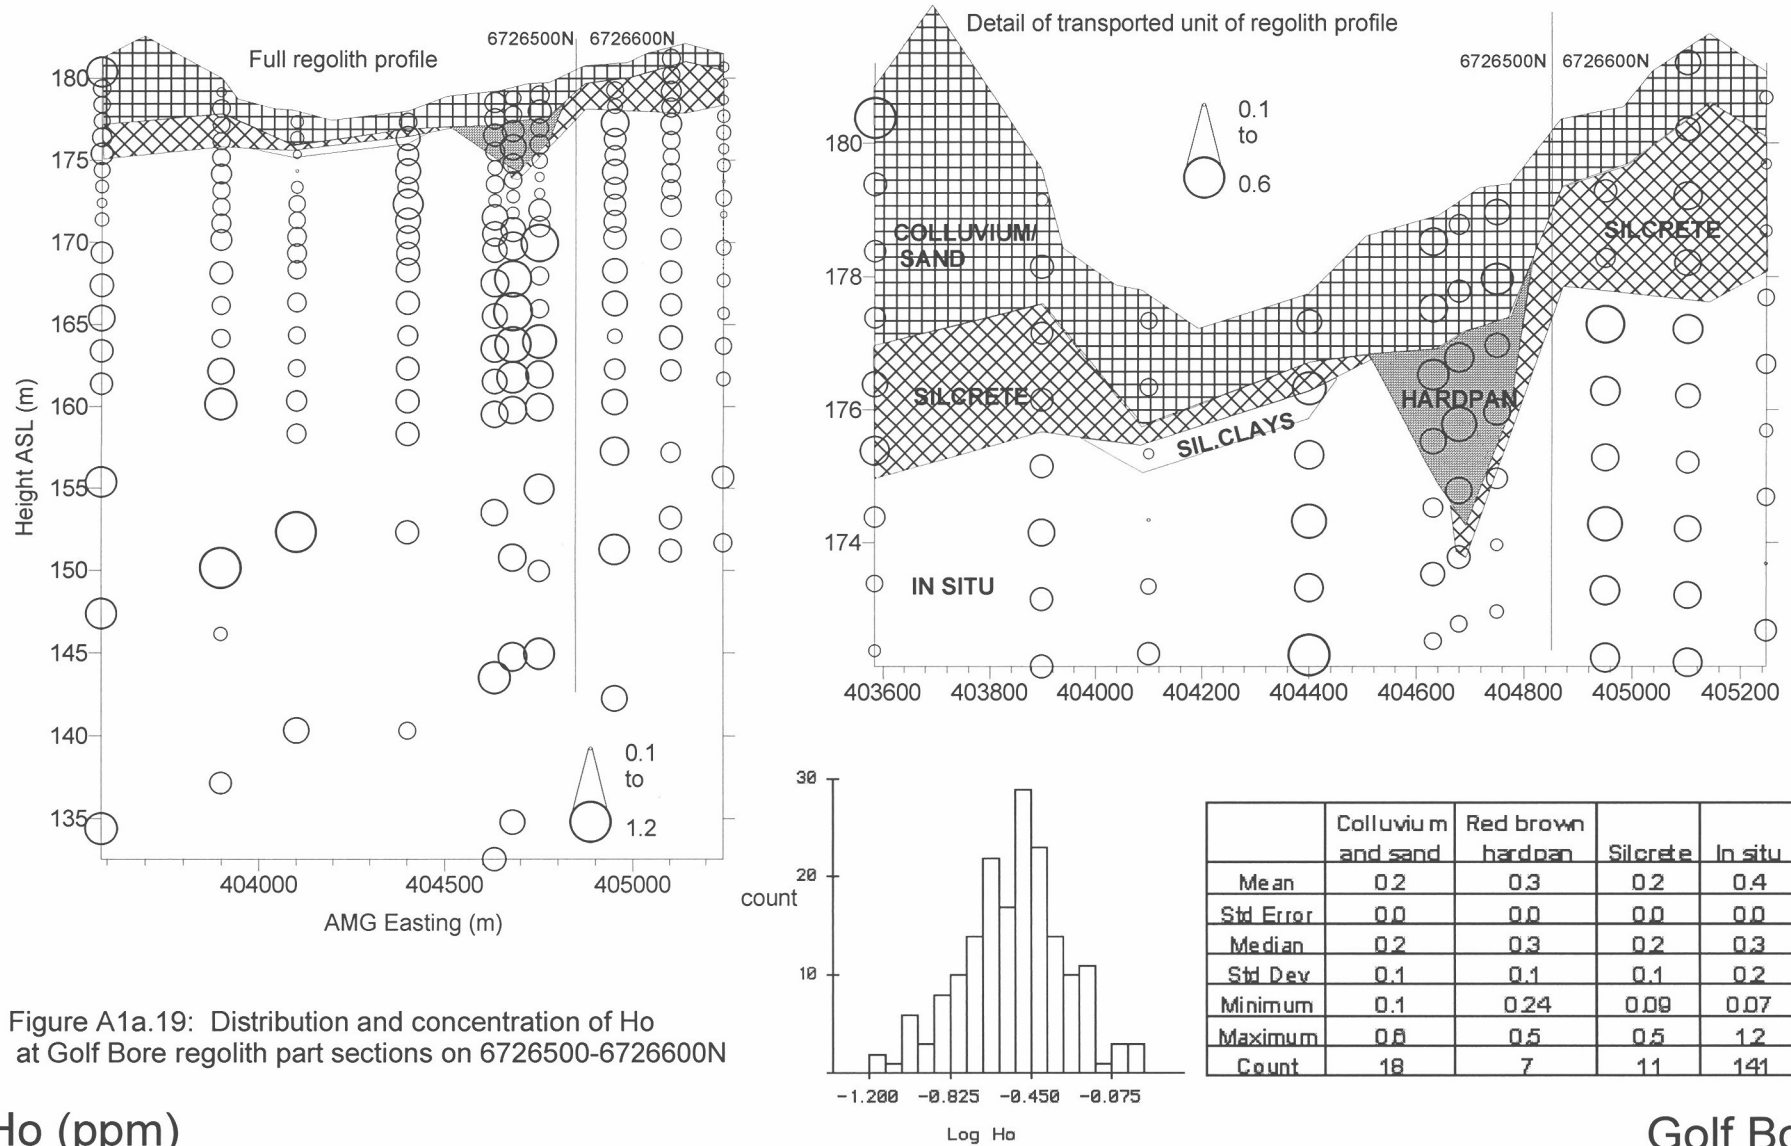 Full regolith profile
6726500N 6726600N
180
175
170
165
160
155
150
145
140
135
Height ASL (m)
404000 404500 405000
AMG Easting (m)
0.1
to
1.2
Detail of transported unit of regolith profile
6726500N 6726600N
0.1
to
0.6
180
178
176
174
COLLUVIUM/
SAND
SILCRETE
SILCRETE
HARDPAN
SIL.CLAYS
IN SITU
403600 403800 404000 404200 404400 404600 404800 405000 405200
30
20
10
count
-1.200 -0.825 -0.450 -0.075
Log Ho
Colluvium and sand Red brown hardpan Silcrete In situ
Mean 0.2 0.3 0.2 0.4
Std Error 0.0 0.0 0.0 0.0
Median 0.2 0.3 0.2 0.3
Std Dev 0.1 0.1 0.1 0.2
Minimum 0.1 0.24 0.09 0.07
Maximum 0.5 0.5 1.2
Count 18 7 11 141
Figure A1a.19: Distribution and concentration of Ho
at Golf Bore regolith part sections on 6726500-6726600N
Ho (ppm)
Golf Bo